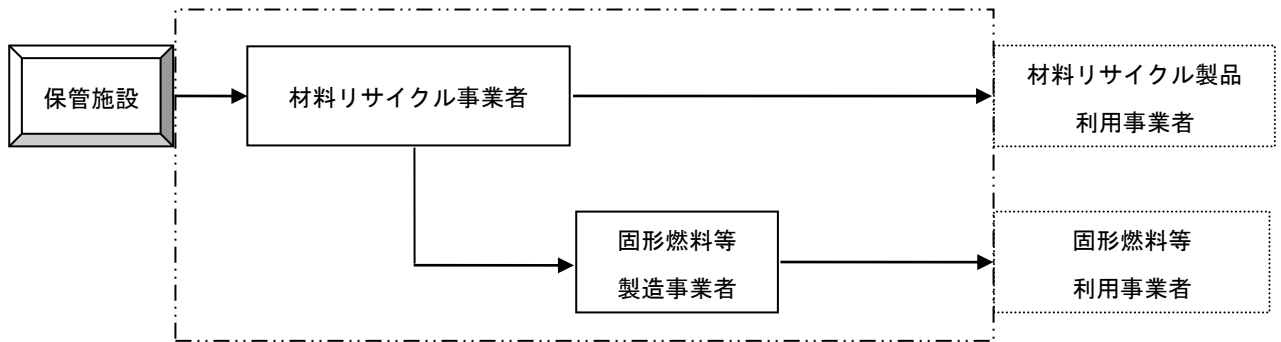 保管施設
材料リサイクル事業者
材料リサイクル製品
利用事業者
固形燃料等
製造事業者
固形燃料等
利用事業者